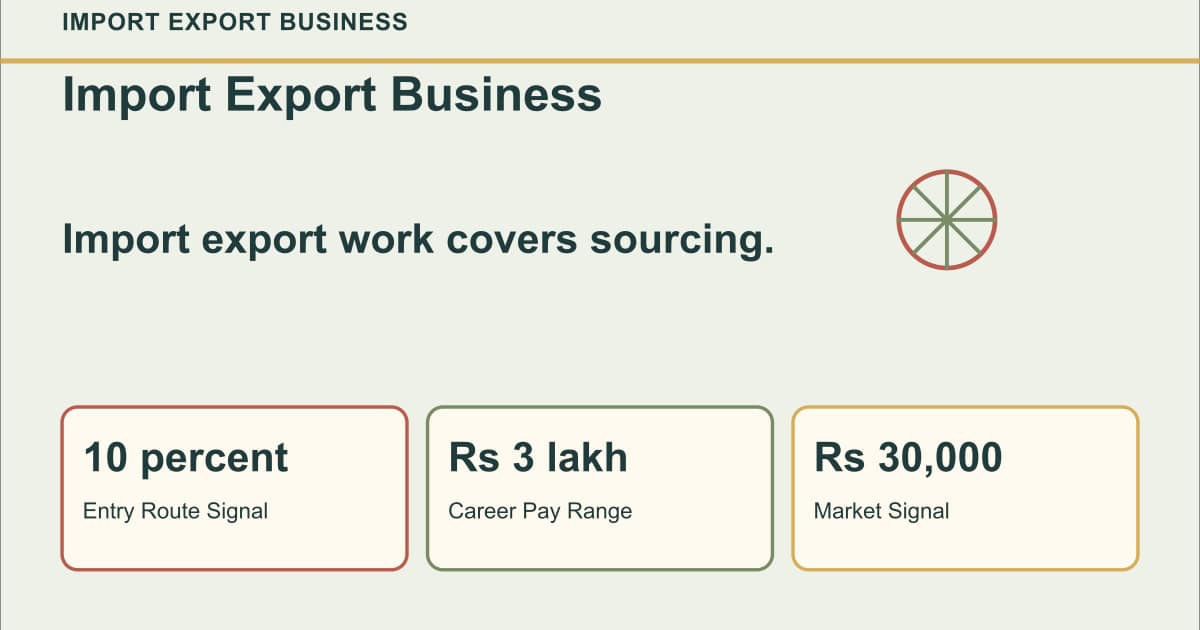 IMPORT EXPORT BUSINESS
Import Export Business
Import export work covers sourcing.
10 percent
Entry Route Signal
Rs 3 lakh
Career Pay Range
Rs 30,000
Market Signal